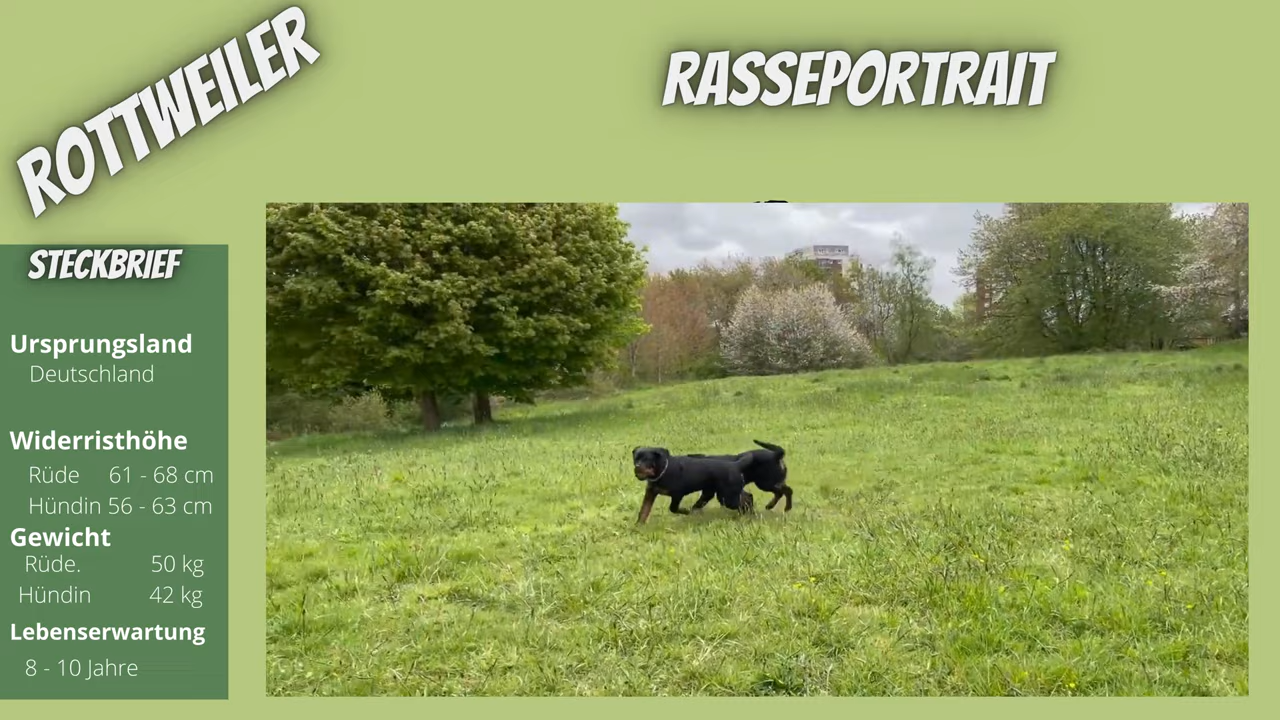 ROTTWEILER
RASSEPORTRAIT
STECKBRIEF
Ursprungsland
Deutschland
Widerristhöhe
Rüde 61 - 68 cm
Hündin 56 - 63 cm
Gewicht
Rüde. 50 kg
Hündin 42 kg
Lebenserwartung
8 - 10 Jahre